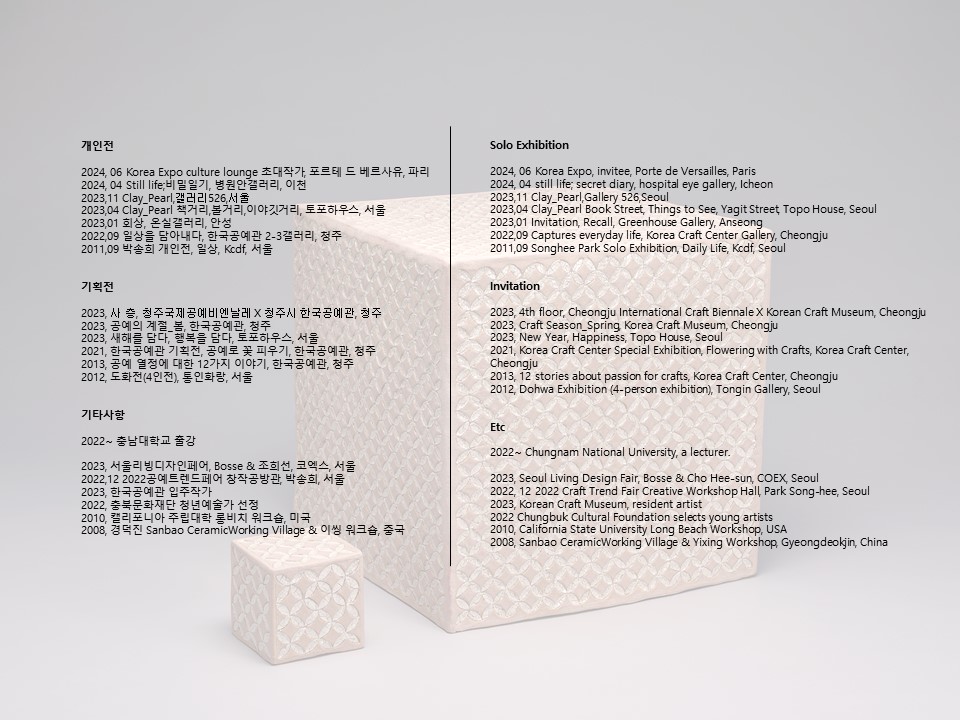 개인전
2024, 06 Korea Expo culture lounge 초대작가, 포르테 드 베르사유, 파리
2024, 04 Still life;비밀일기, 병원안갤러리, 이천
2023,11 Clay_Pearl,갤러리526,서울
2023,04 Clay_Pearl 책거리,볼거리,이야깃거리, 토포하우스, 서울
2023,01 회상, 온실갤러리, 안성
2022,09 일상을 담아내다, 한국공예관 2-3갤러리, 청주
2011,09 박송희 개인전, 일상, Kcdf, 서울
기획전
2023, 사 층, 청주국제공예비엔날레 X 청주시 한국공예관, 청주
2023, 공예의 계절_봄, 한국공예관, 청주
2023, 새해를 담다, 행복을 담다, 토포하우스, 서울
2021, 한국공예관 기획전, 공예로 꽃 피우기, 한국공예관, 청주
2013, 공예 열정에 대한 12가지 이야기, 한국공예관, 청주
2012, 도화전(4인전), 통인화랑, 서울
기타사항
2022~ 충남대학교 출강
2023, 서울리빙디자인페어, Bosse & 조희선, 코엑스, 서울
2022,12 2022공예트렌드페어 창작공방관, 박송희, 서울
2023, 한국공예관 입주작가
2022, 충북문화재단 청년예술가 선정
2010, 캘리포니아 주립대학 롱비치 워크숍, 미국
2008, 경덕진 Sanbao CeramicWorking Village & 이씽 워크숍, 중국
Solo Exhibition
2024, 06 Korea Expo, invitee, Porte de Versailles, Paris
2024, 04 still life; secret diary, hospital eye gallery, Icheon
2023,11 Clay_Pearl,Gallery 526,Seoul
2023,04 Clay_Pearl Book Street, Things to See, Yagit Street, Topo House, Seoul
2023,01 Invitation, Recall, Greenhouse Gallery, Anseong
2022,09 Captures everyday life, Korea Craft Center Gallery, Cheongju
2011,09 Songhee Park Solo Exhibition, Daily Life, Kcdf, Seoul
Invitation
2023, 4th floor, Cheongju International Craft Biennale X Korean Craft Museum, Cheongju
2023, Craft Season_Spring, Korea Craft Museum, Cheongju
2023, New Year, Happiness, Topo House, Seoul
2021, Korea Craft Center Special Exhibition, Flowering with Crafts, Korea Craft Center,
Cheongju
2013, 12 stories about passion for crafts, Korea Craft Center, Cheongju
2012, Dohwa Exhibition (4-person exhibition), Tongin Gallery, Seoul
Etc
2022~ Chungnam National University, a lecturer.
2023, Seoul Living Design Fair, Bosse & Cho Hee-sun, COEX, Seoul
2022, 12 2022 Craft Trend Fair Creative Workshop Hall, Park Song-hee, Seoul
2023, Korean Craft Museum, resident artist
2022 Chungbuk Cultural Foundation selects young artists
2010, California State University Long Beach Workshop, USA
2008, Sanbao CeramicWorking Village & Yixing Workshop, Gyeongdeokjin, China